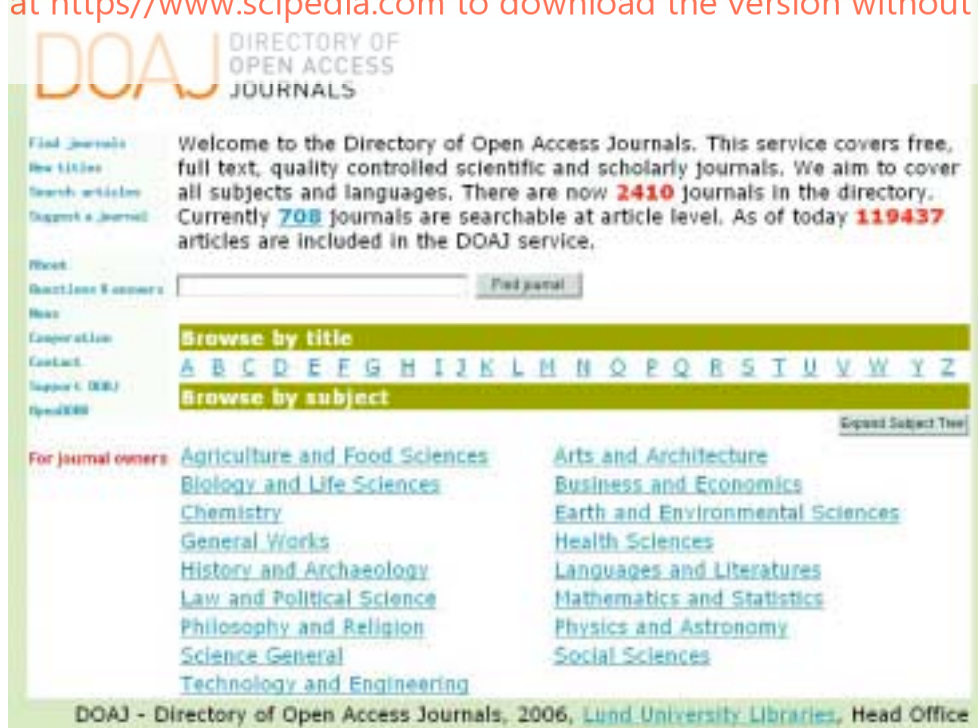 at https//www.scipedia.com to download the version without
DOAJ DIRECTORY OF
OPEN ACCESS
JOURNALS
Find journals
New titles
Search articles
Suggest a journal
About
Questions & answers
News
Cooperation
Contact
Support DOAJ
For journal owners
Welcome to the Directory of Open Access Journals. This service covers free,
full text, quality controlled scientific and scholarly journals. We aim to cover
all subjects and languages. There are now 2410 journals in the directory.
Currently 708 journals are searchable at article level. As of today 119437
articles are included in the DOAJ service.
Find journal
Browse by title
A B C D E F G H I J K L M N O P Q R S T U V W Y Z
Browse by subject
Expand Subject Tree
Agriculture and Food Sciences Arts and Architecture
Biology and Life Sciences Business and Economics
Chemistry Earth and Environmental Sciences
General Works Health Sciences
History and Archaeology Languages and Literatures
Law and Political Science Mathematics and Statistics
Philosophy and Religion Physics and Astronomy
Science General Social Sciences
Technology and Engineering
DOAJ - Directory of Open Access Journals, 2006, Lund University Libraries, Head Office